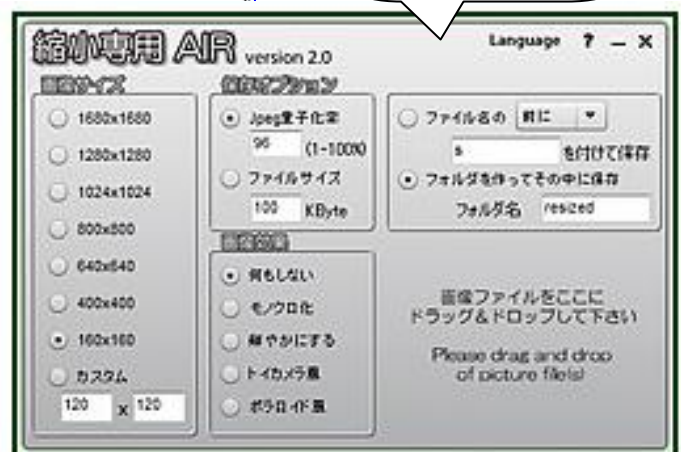 縮小専用 AIR version 2.0
Language ? – X
画像サイズ
1680x1680
1280x1280
1024x1024
800x800
640x640
400x400
160x160
カスタム
120 x 120
保存オプション
Jpeg量子化率
96 (1-100%)
ファイルサイズ
100 KByte
画像効果
何もしない
モノクロ化
鮮やかにする
トイカメラ風
ポラロイド風
ファイル名の 前に
s を付けて保存
フォルダを作ってその中に保存
フォルダ名 resized
画像ファイルをここに
ドラッグ&ドロップして下さい
Please drag and drop
of picture file(s)